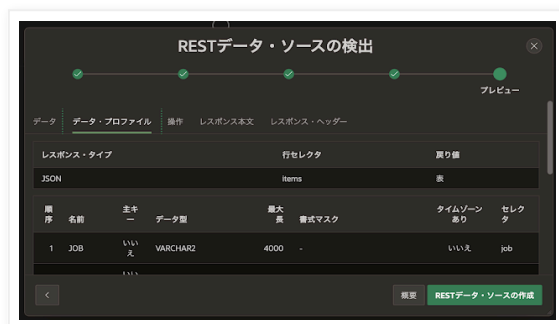 RESTデータ・ソースの検出
プレビュー
データ データ・プロファイル 操作 レスポンス本文 レスポンス・ヘッダー
レスポンス・タイプ 行セレクタ 戻り値
JSON items 表
順序 名前 主キー データ型 最大長 書式マスク タイムゾーンあり セレクタ
1 JOB いいえ VARCHAR2 4000 - いいえ job
概要 RESTデータ・ソースの作成